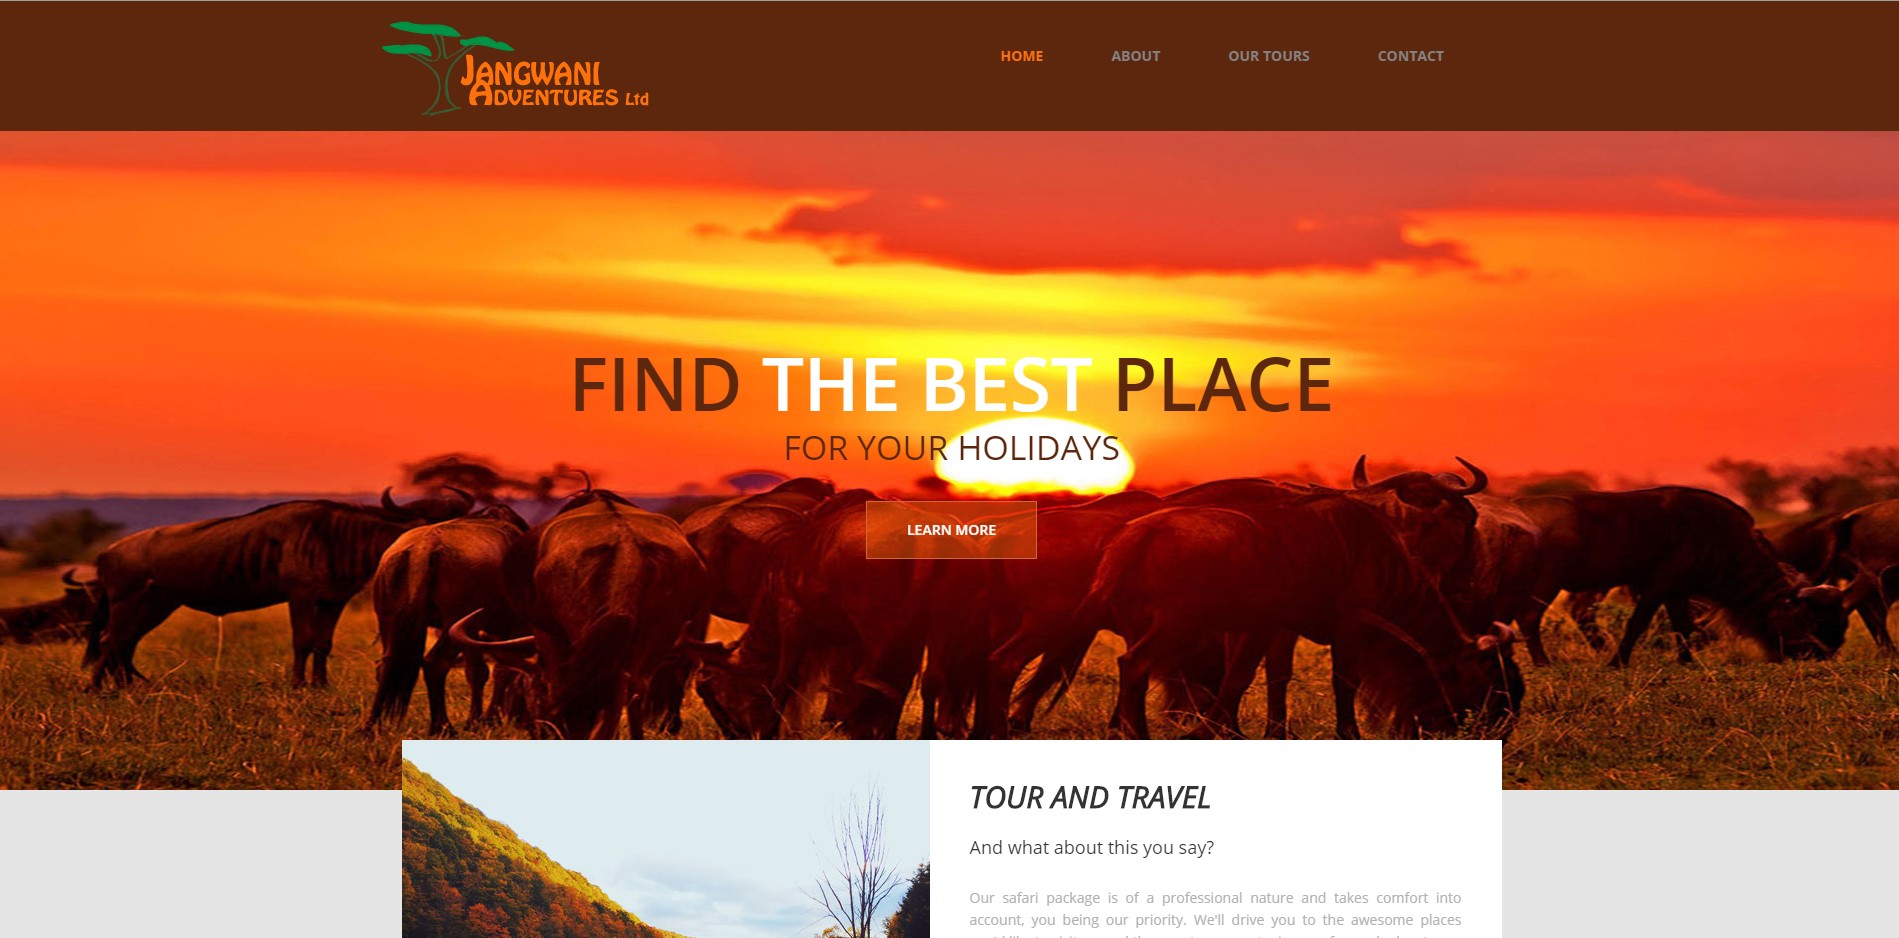 JANGWANI
ADVENTURES Ltd
HOME
ABOUT
OUR TOURS
CONTACT
FIND THE BEST PLACE
FOR YOUR HOLIDAYS
LEARN MORE
TOUR AND TRAVEL
And what about this you say?
Our safari package is of a professional nature and takes comfort into
account, you being our priority. We'll drive you to the awesome places